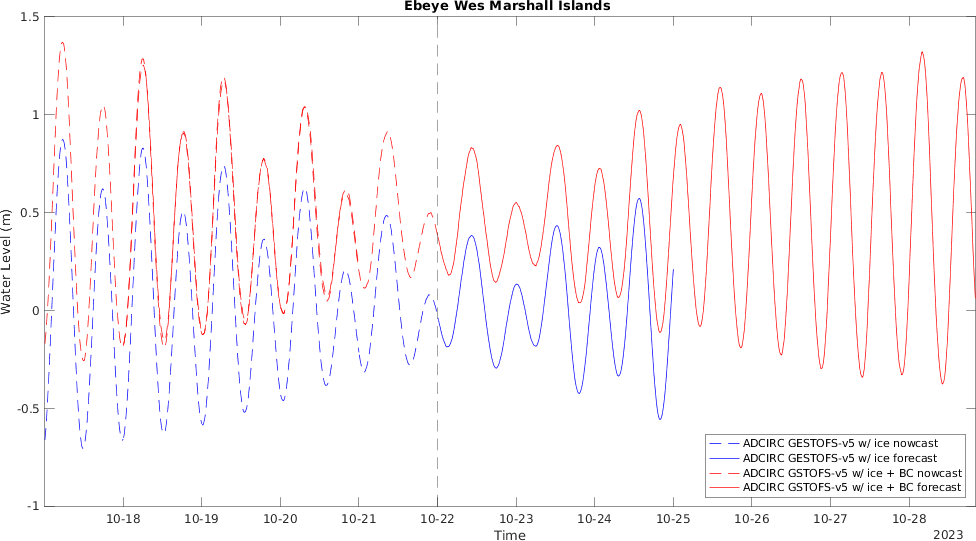 Ebeye Wes Marshall Islands
1.5
1
0.5
0
-0.5
-1
Water Level (m)
10-18 10-19 10-20 10-21 10-22 10-23 10-24 10-25 10-26 10-27 10-28
Time
2023
ADCIRC GESTOFS-v5 w/ ice nowcast
ADCIRC GESTOFS-v5 w/ ice forecast
ADCIRC GSTOFS-v5 w/ ice + BC nowcast
ADCIRC GSTOFS-v5 w/ ice + BC forecast